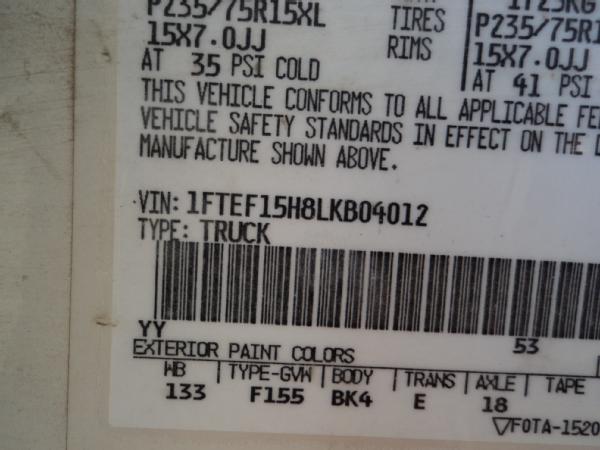 P235/75R15XL TIRES P235/75R1
15X7.0JJ RIMS 15X7.0JJ
AT 35 PSI COLD AT 41 PSI
THIS VEHICLE CONFORMS TO ALL APPLICABLE FE
VEHICLE SAFETY STANDARDS IN EFFECT ON THE
MANUFACTURE SHOWN ABOVE.
VIN: 1FTEF15H8LKB04012
TYPE: TRUCK
YY 53
EXTERIOR PAINT COLORS
WB TYPE-GVW BODY TRANS AXLE TAPE
133 F155 BK4 E 18
▽F0TA-1520